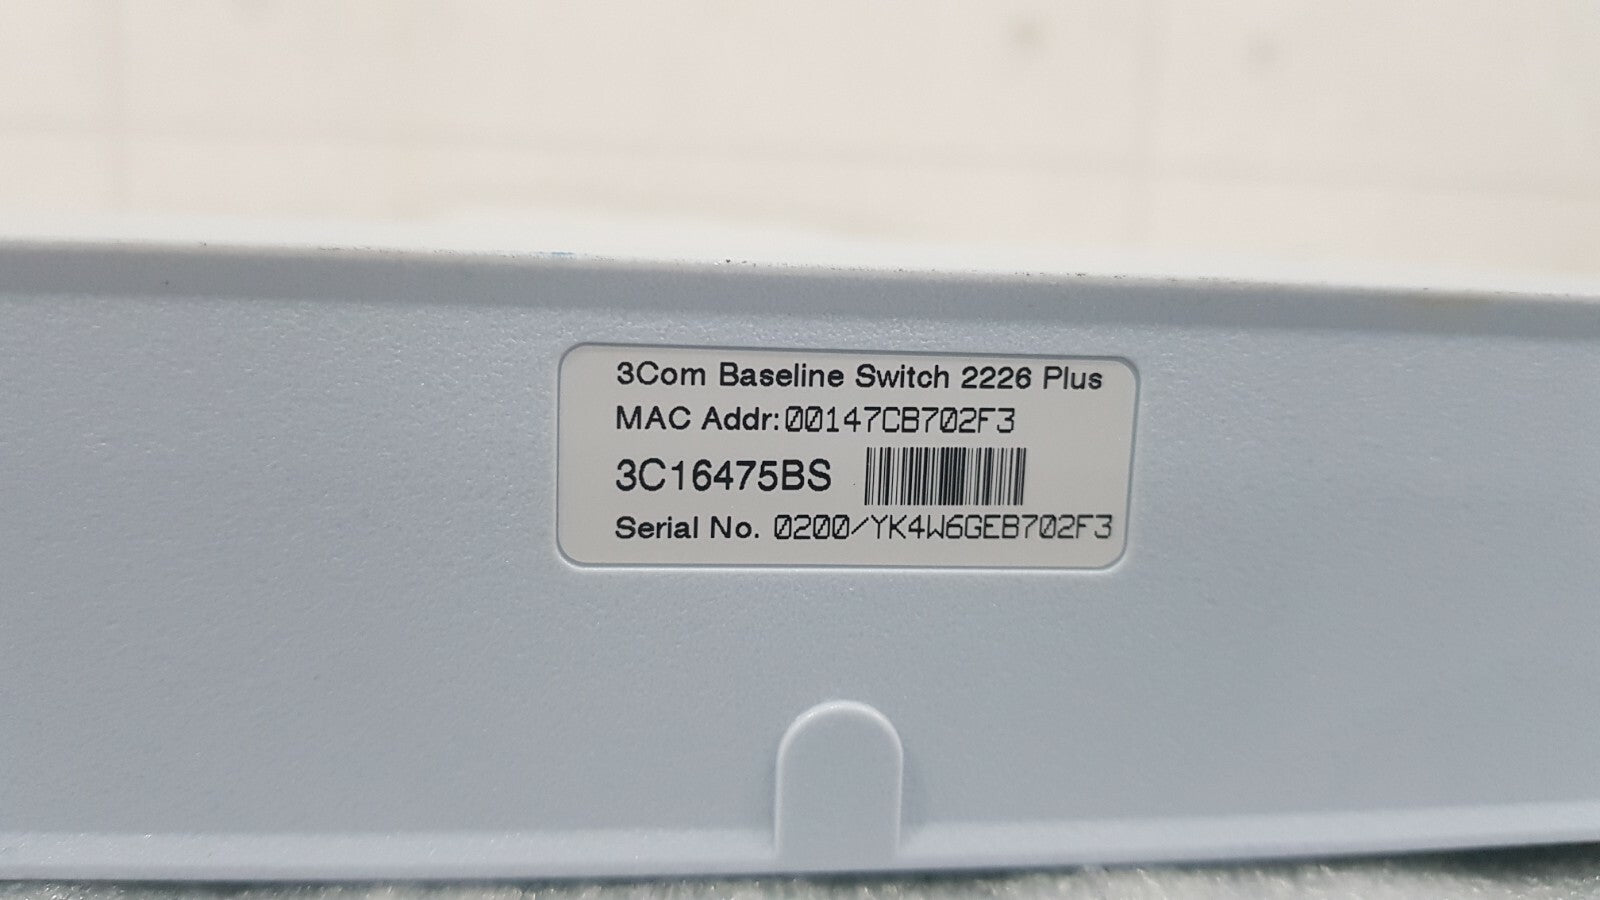 3Com Baseline Switch 2226 Plus
MAC Addr:00147CB702F3
3C16475BS
Serial No. 0200/YK4W6GEB702F3